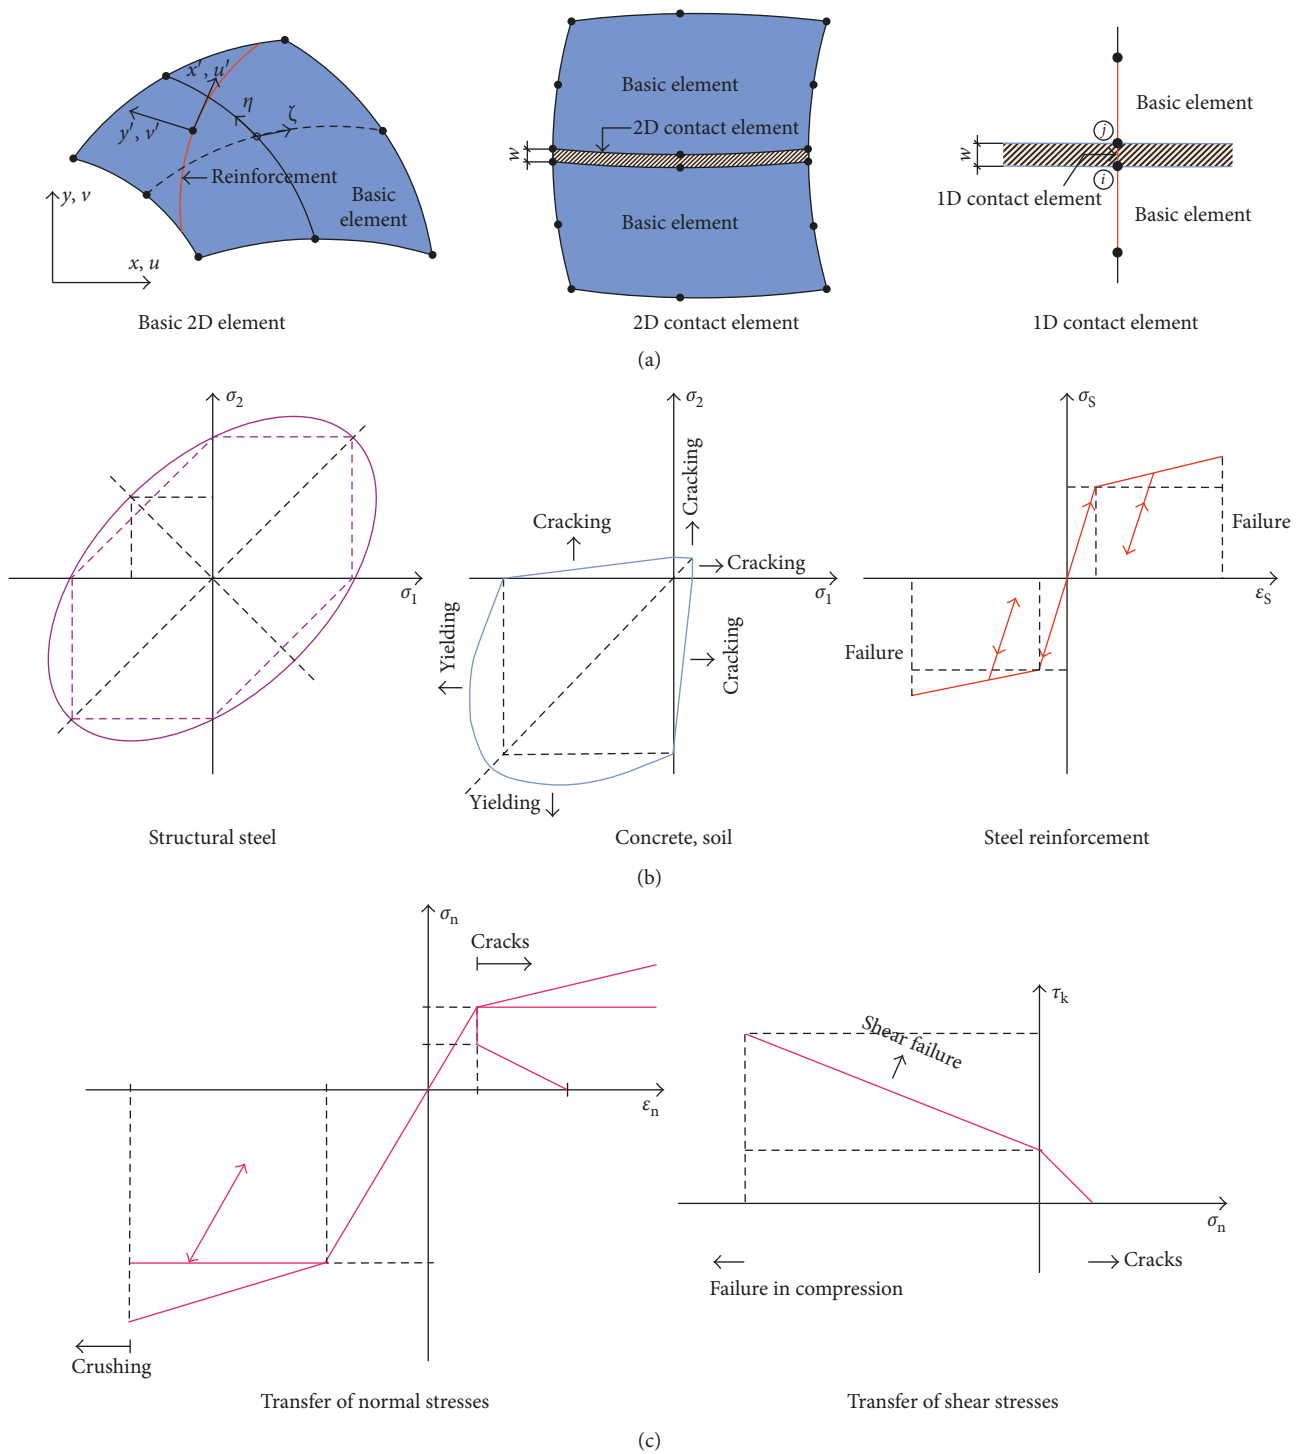 x′, u′
η
ζ
y′, v′
Reinforcement
Basic
element
y, v
x, u
Basic 2D element
Basic element
2D contact element
w
Basic element
2D contact element
Basic element
j
w
i
1D contact element
Basic element
1D contact element
(a)
σ2
σ1
Structural steel
σ2
Cracking
Cracking
Cracking
σ1
Yielding
Cracking
Yielding
Concrete, soil
σS
Failure
εS
Failure
Steel reinforcement
(b)
σn
Cracks
εn
Crushing
Transfer of normal stresses
τk
Shear failure
σn
Cracks
Failure in compression
Transfer of shear stresses
(c)